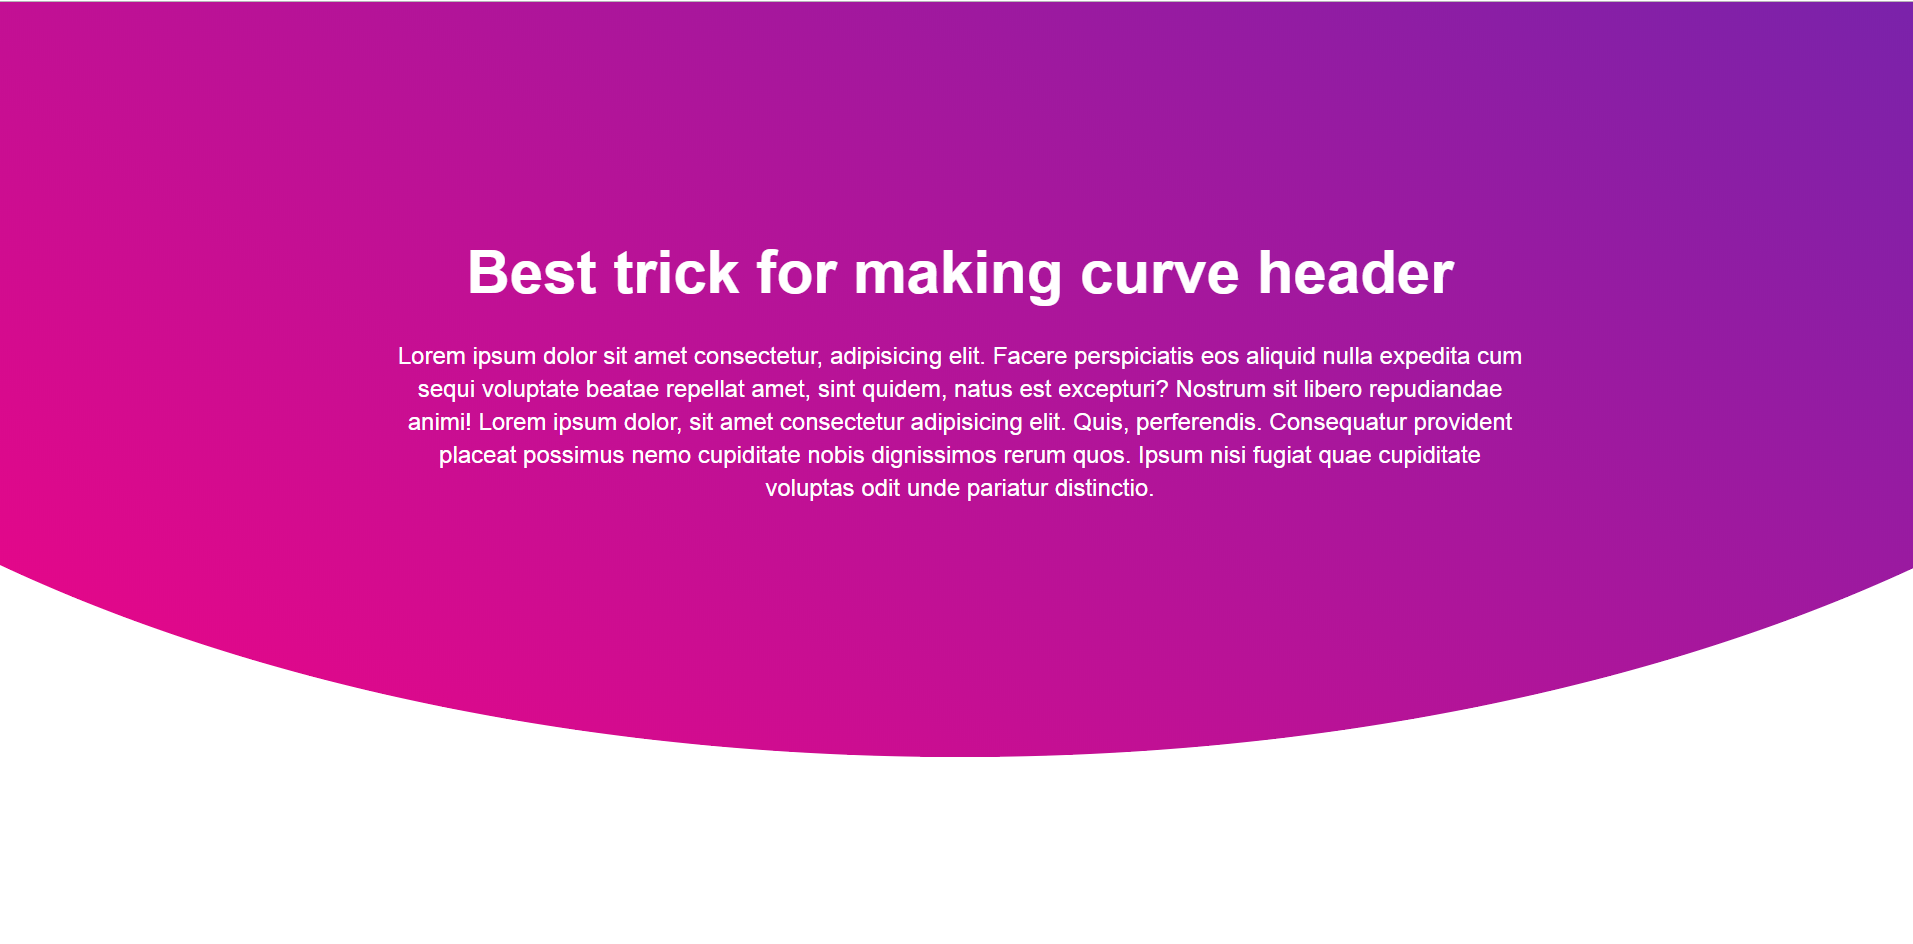 Best trick for making curve header
Lorem ipsum dolor sit amet consectetur, adipisicing elit. Facere perspiciatis eos aliquid nulla expedita cum
sequi voluptate beatae repellat amet, sint quidem, natus est excepturi? Nostrum sit libero repudiandae
animi! Lorem ipsum dolor, sit amet consectetur adipisicing elit. Quis, perferendis. Consequatur provident
placeat possimus nemo cupiditate nobis dignissimos rerum quos. Ipsum nisi fugiat quae cupiditate
voluptas odit unde pariatur distinctio.